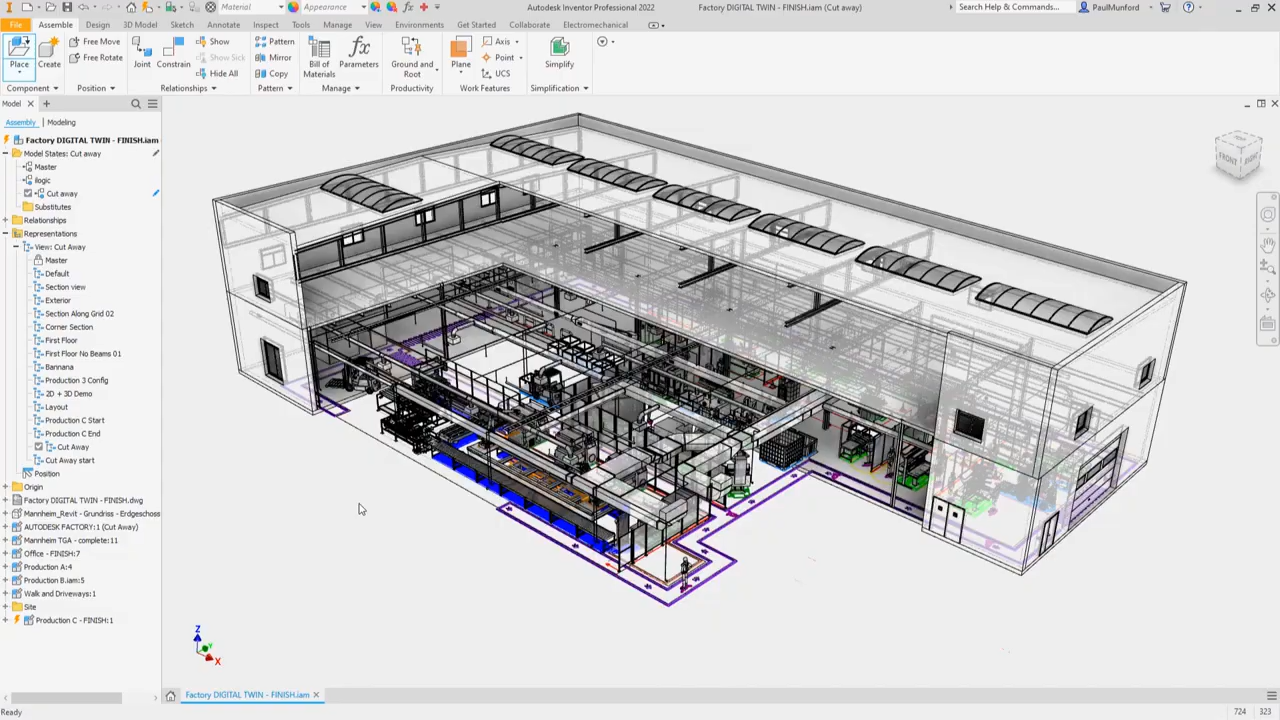 Material
Appearance
Autodesk Inventor Professional 2022
Factory DIGITAL TWIN - FINISH.iam (Cut away)
Search Help & Commands...
PaulMunford
File
Assemble
Design
3D Model
Sketch
Annotate
Inspect
Tools
Manage
View
Environments
Get Started
Collaborate
Electromechanical
Place
Create
Free Move
Free Rotate
Joint
Constrain
Show
Show Sick
Hide All
Pattern
Mirror
Copy
Bill of
Materials
Parameters
Ground and
Root
Plane
Axis
Point
UCS
Simplify
Component
Position
Relationships
Pattern
Manage
Productivity
Work Features
Simplification
Model
Assembly
Modeling
Factory DIGITAL TWIN - FINISH.iam
Model States: Cut away
Master
ilogic
Cut away
Substitutes
Relationships
Representations
View: Cut Away
Master
Default
Section view
Exterior
Section Along Grid 02
Corner Section
First Floor
First Floor No Beams 01
Bannana
Production 3 Config
2D + 3D Demo
Layout
Production C Start
Production C End
Cut Away
Cut Away start
Position
Origin
Factory DIGITAL TWIN - FINISH.dwg
Mannheim_Revit - Grundriss - Erdgeschoss
AUTODESK FACTORY:1 (Cut Away)
Mannheim TGA - complete:11
Office - FINISH:7
Production A:4
Production B.iam:5
Walk and Driveways:1
Site
Production C - FINISH:1
FRONT
RIGHT
Z
Y
X
Factory DIGITAL TWIN - FINISH.iam
Ready
724
323